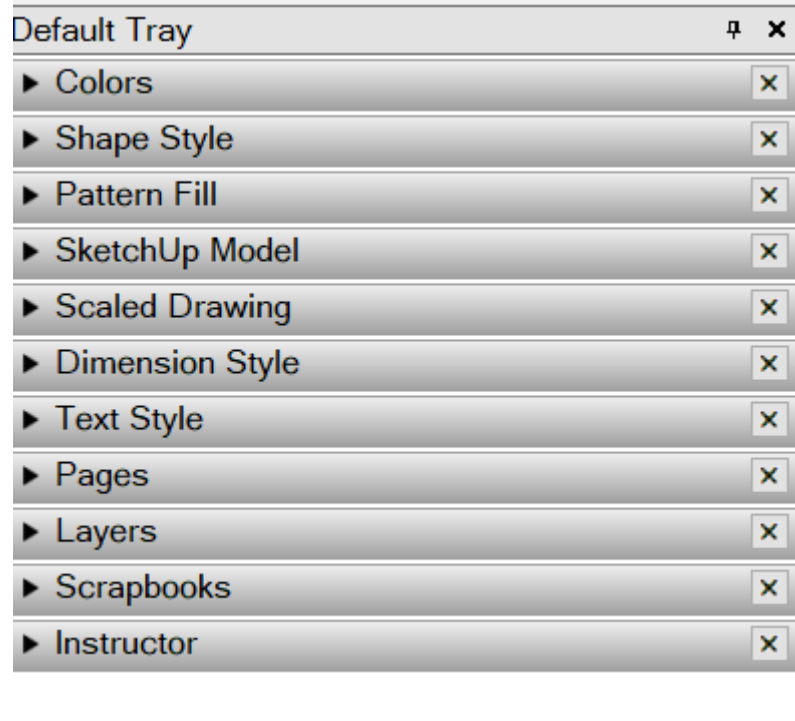 Default Tray
Colors
Shape Style
Pattern Fill
SketchUp Model
Scaled Drawing
Dimension Style
Text Style
Pages
Layers
Scrapbooks
Instructor